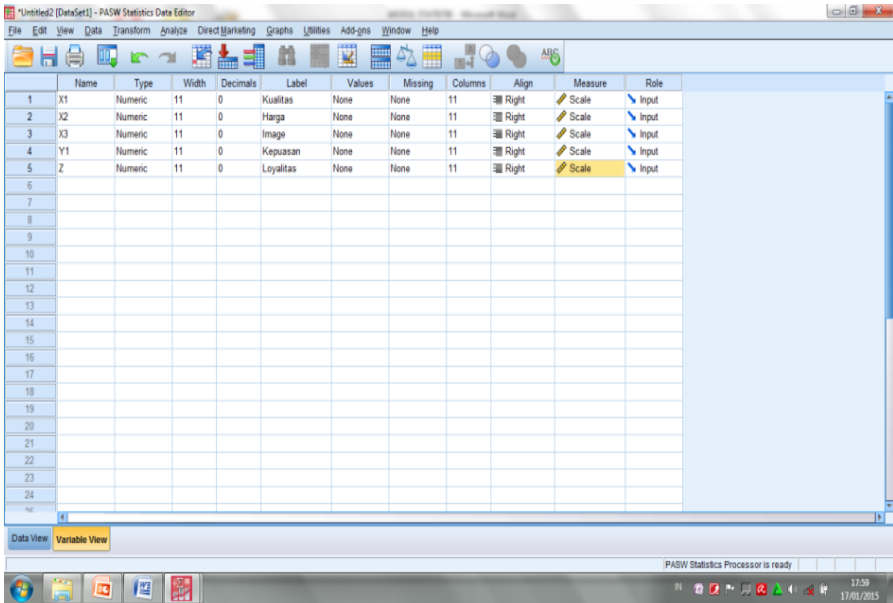 *Untitled2 [DataSet1] - PASW Statistics Data Editor
File Edit View Data Transform Analyze Direct Marketing Graphs Utilities Add-ons Window Help
Name Type Width Decimals Label Values Missing Columns Align Measure Role
1 X1 Numeric 11 0 Kualitas None None 11 Right Scale Input
2 X2 Numeric 11 0 Harga None None 11 Right Scale Input
3 X3 Numeric 11 0 Image None None 11 Right Scale Input
4 Y1 Numeric 11 0 Kepuasan None None 11 Right Scale Input
5 Z Numeric 11 0 Loyalitas None None 11 Right Scale Input
6
7
8
9
10
11
12
13
14
15
16
17
18
19
20
21
22
23
24
Data View Variable View
PASW Statistics Processor is ready
IN 17:59
17/01/2015